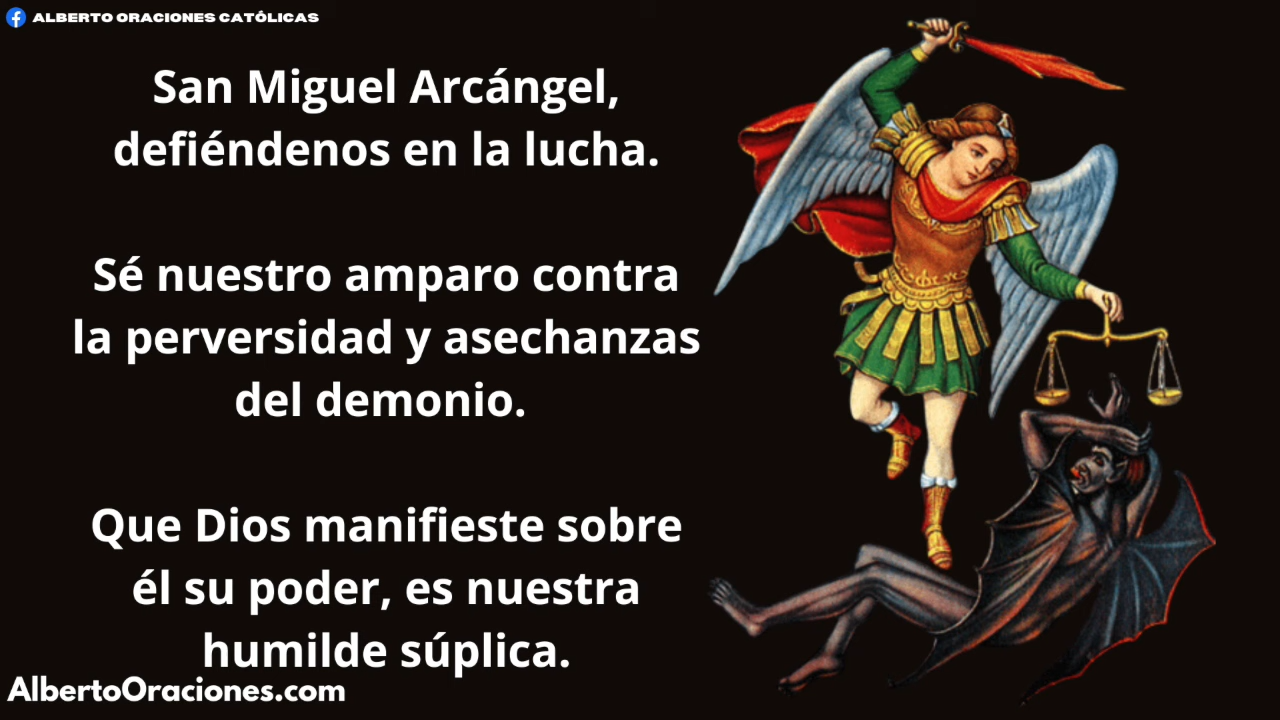 ALBERTO ORACIONES CATÓLICAS
San Miguel Arcángel,
defiéndenos en la lucha.
Sé nuestro amparo contra
la perversidad y asechanzas
del demonio.
Que Dios manifieste sobre
él su poder, es nuestra
humilde súplica.
AlbertoOraciones.com